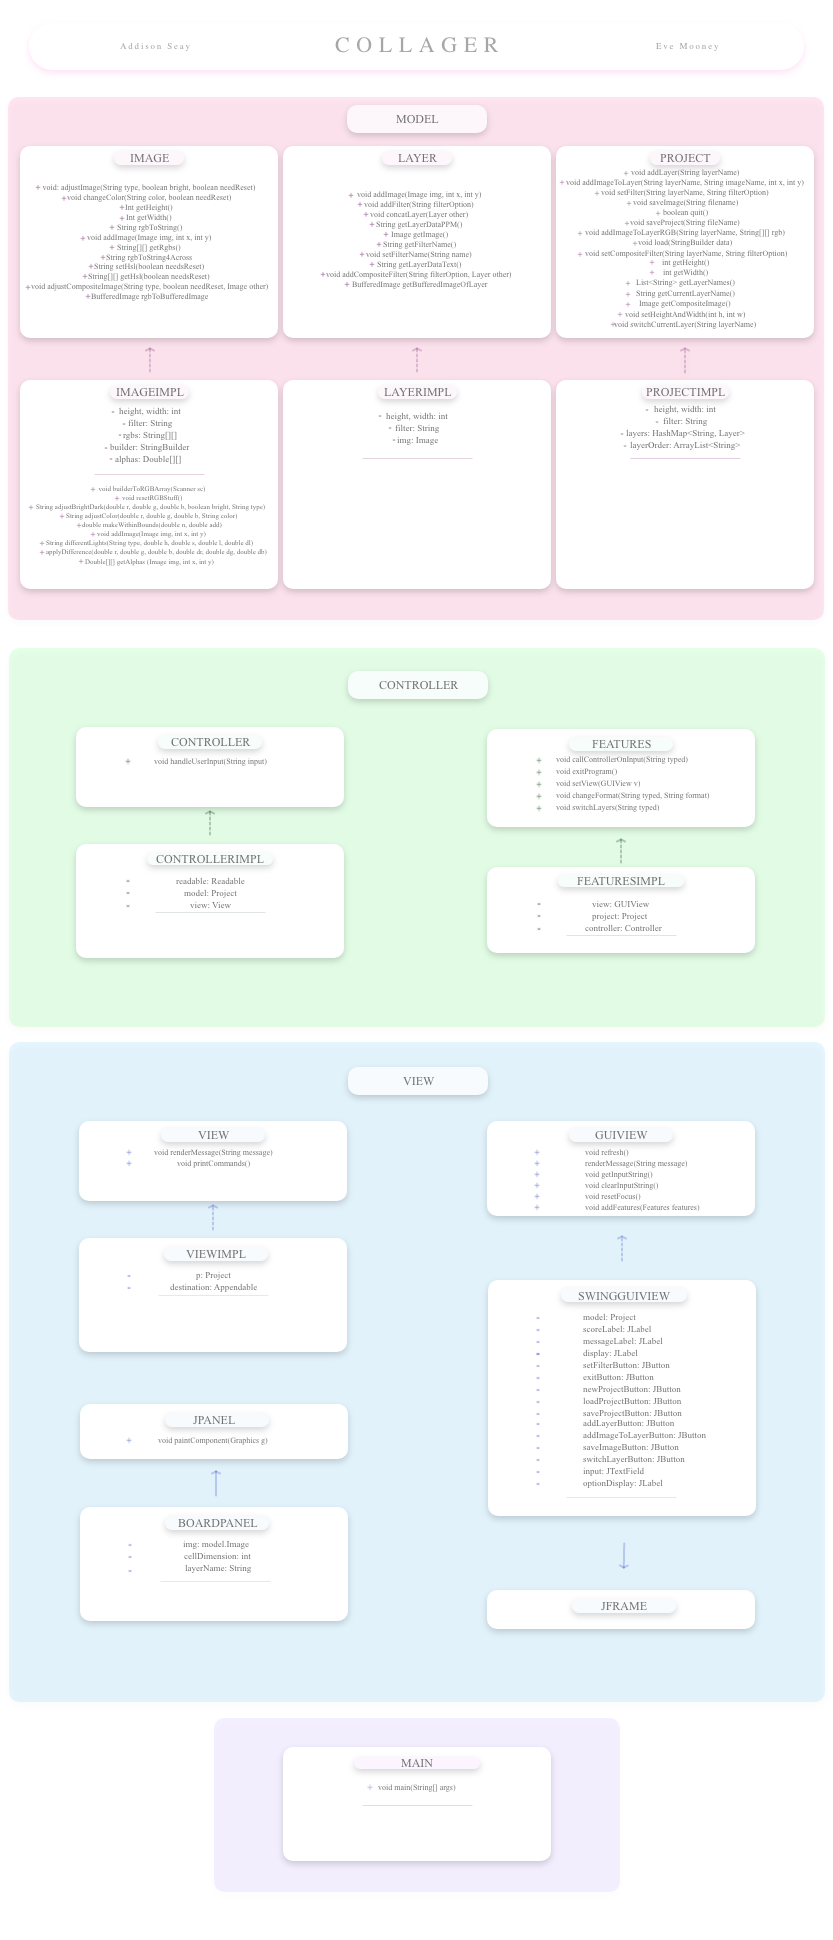 Addison Seay
COLLAGER
Eve Mooney
MODEL
IMAGE
+ void: adjustImage(String type, boolean bright, boolean needReset)
+void changeColor(String color, boolean needReset)
+Int getHeight()
+Int getWidth()
+ String rgbToString()
+ void addImage(Image img, int x, int y)
+ String[][] getRgbs()
+String rgbToString4Across
+String setHsl(boolean needsReset)
+String[][] getHsl(boolean needsReset)
+void adjustCompositeImage(String type, boolean needReset, Image other)
+BufferedImage rgbToBufferedImage
LAYER
+ void addImage(Image img, int x, int y)
+ void addFilter(String filterOption)
+ void concatLayer(Layer other)
+ String getLayerDataPPM()
+ Image getImage()
+ String getFilterName()
+ void setFilterName(String name)
+ String getLayerDataText()
+void addCompositeFilter(String filterOption, Layer other)
+ BufferedImage getBufferedImageOfLayer
PROJECT
+ void addLayer(String layerName)
+void addImageToLayer(String layerName, String imageName, int x, int y)
+ void setFilter(String layerName, String filterOption)
+ void saveImage(String filename)
+ boolean quit()
+void saveProject(String fileName)
+ void addImageToLayerRGB(String layerName, String[][] rgb)
+void load(StringBuilder data)
+ void setCompositeFilter(String layerName, String filterOption)
+ int getHeight()
+ int getWidth()
+ List<String> getLayerNames()
+ String getCurrentLayerName()
+ Image getCompositeImage()
+ void setHeightAndWidth(int h, int w)
+void switchCurrentLayer(String layerName)
IMAGEIMPL
- height, width: int
- filter: String
- rgbs: String[][]
- builder: StringBuilder
- alphas: Double[][]
+ void builderToRGBArray(Scanner sc)
+ void resetRGBStuff()
+ String adjustBrightDark(double r, double g, double b, boolean bright, String type)
+ String adjustColor(double r, double g, double b, String color)
+double makeWithinBounds(double n, double add)
+ void addImage(Image img, int x, int y)
+ String differentLights(String type, double h, double s, double l, double dl)
+ applyDifference(double r, double g, double b, double dr, double dg, double db)
+ Double[][] getAlphas (Image img, int x, int y)
LAYERIMPL
- height, width: int
- filter: String
- img: Image
PROJECTIMPL
- height, width: int
- filter: String
- layers: HashMap<String, Layer>
- layerOrder: ArrayList<String>
CONTROLLER
CONTROLLER
+ void handleUserInput(String input)
CONTROLLERIMPL
- readable: Readable
- model: Project
- view: View
FEATURES
+ void callControllerOnInput(String typed)
+ void exitProgram()
+ void setView(GUIView v)
+ void changeFormat(String typed, String format)
+ void switchLayers(String typed)
FEATURESIMPL
- view: GUIView
- project: Project
- controller: Controller
VIEW
VIEW
+ void renderMessage(String message)
+ void printCommands()
VIEWIMPL
- p: Project
- destination: Appendable
JPANEL
+ void paintComponent(Graphics g)
BOARDPANEL
- img: model.Image
- cellDimension: int
- layerName: String
GUIVIEW
+ void refresh()
+ renderMessage(String message)
+ void getInputString()
+ void clearInputString()
+ void resetFocus()
+ void addFeatures(Features features)
SWINGGUIVIEW
- model: Project
- scoreLabel: JLabel
- messageLabel: JLabel
- display: JLabel
- setFilterButton: JButton
- exitButton: JButton
- newProjectButton: JButton
- loadProjectButton: JButton
- saveProjectButton: JButton
- addLayerButton: JButton
- addImageToLayerButton: JButton
- saveImageButton: JButton
- switchLayerButton: JButton
- input: JTextField
- optionDisplay: JLabel
JFRAME
MAIN
+ void main(String[] args)